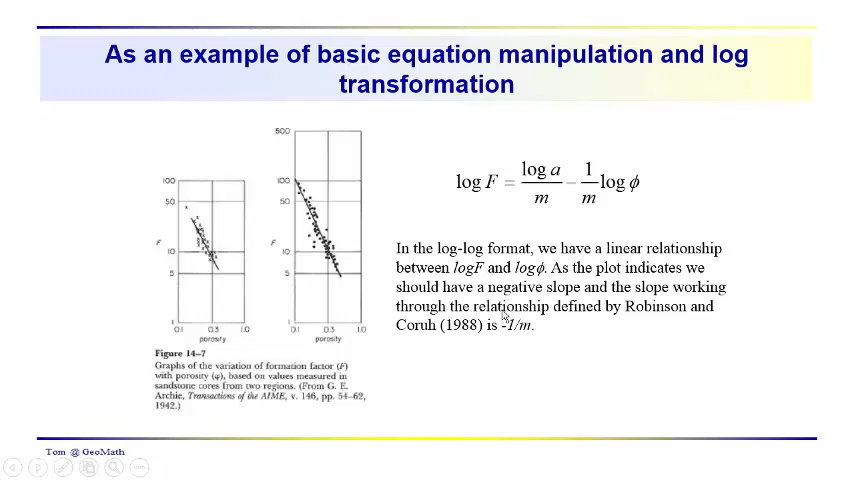 As an example of basic equation manipulation and log
transformation
500
100
50
F
10
5
1
0.1 0.3 1.0
porosity
100
50
F
10
5
1
0.1 0.3 1.0
porosity
log F = log a / m − 1 / m log ϕ
In the log-log format, we have a linear relationship
between logF and logϕ. As the plot indicates we
should have a negative slope and the slope working
through the relationship defined by Robinson and
Coruh (1988) is -1/m.
Figure 14-7
Graphs of the variation of formation factor (F)
with porosity (φ), based on values measured in
sandstone cores from two regions. (From G. E.
Archie, Transactions of the AIME, v. 146, pp. 54-62,
1942.)
Tom @ GeoMath